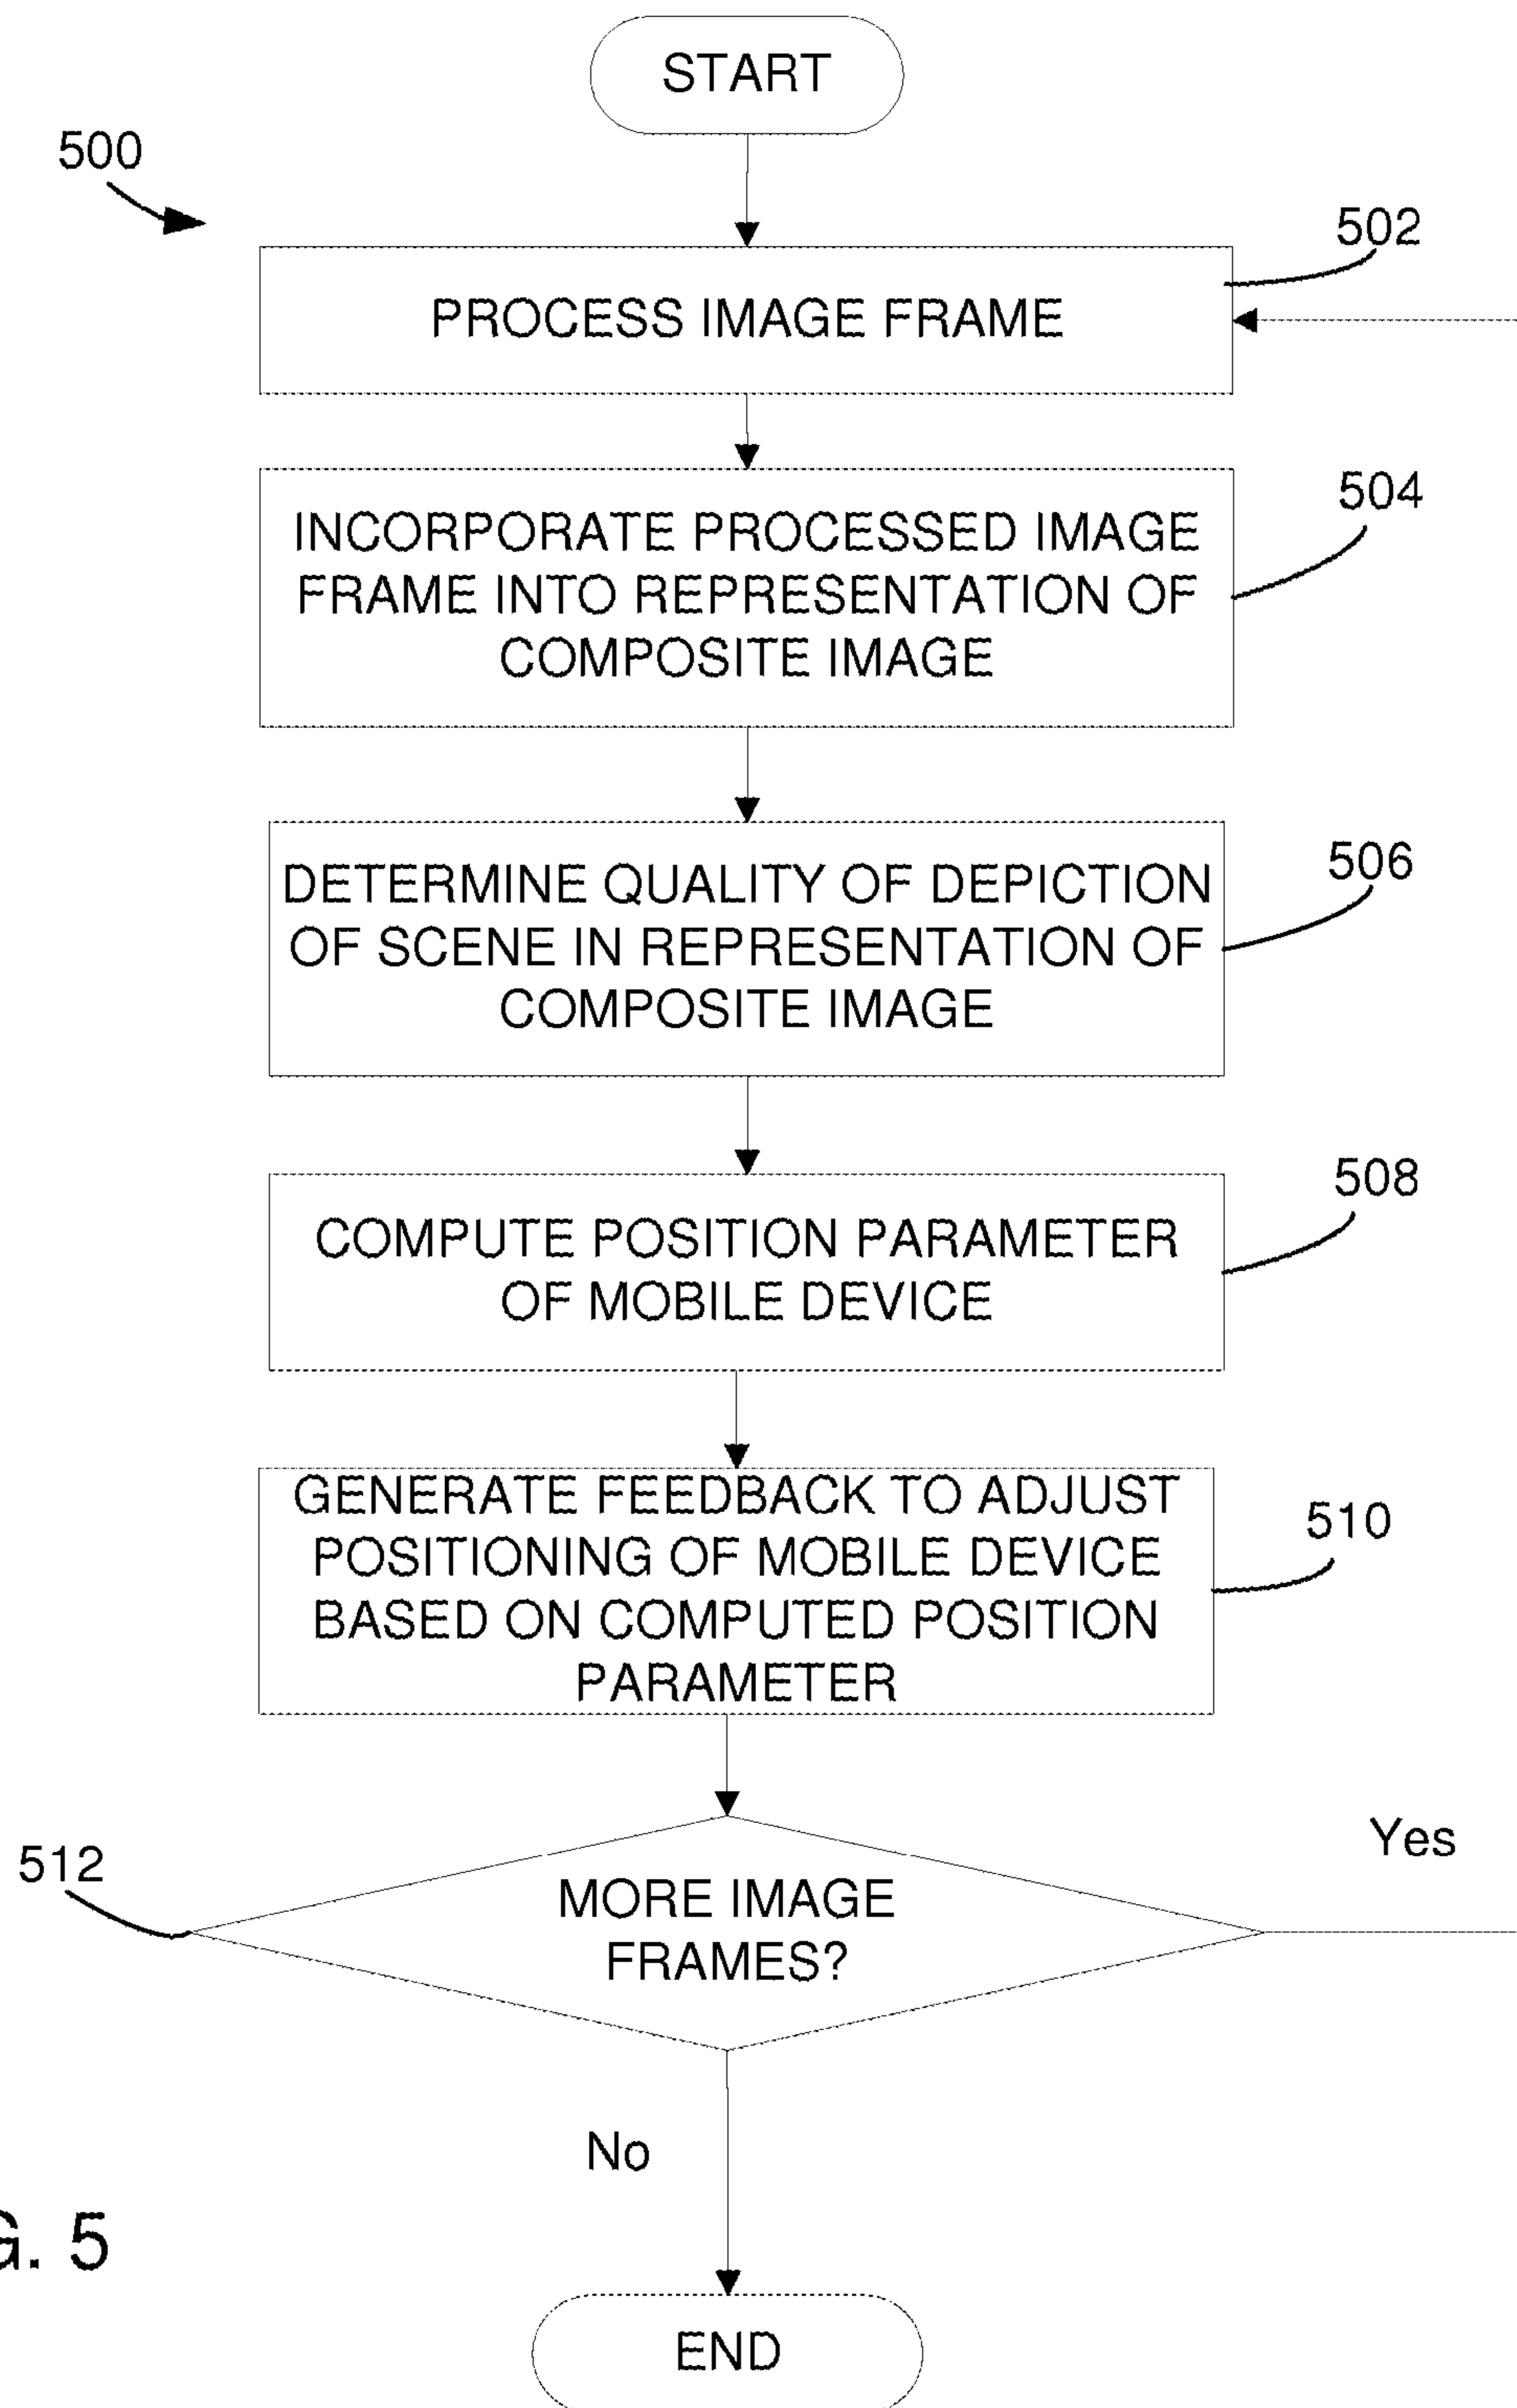 START
500
502
PROCESS IMAGE FRAME
504
INCORPORATE PROCESSED IMAGE
FRAME INTO REPRESENTATION OF
COMPOSITE IMAGE
506
DETERMINE QUALITY OF DEPICTION
OF SCENE IN REPRESENTATION OF
COMPOSITE IMAGE
508
COMPUTE POSITION PARAMETER
OF MOBILE DEVICE
510
GENERATE FEEDBACK TO ADJUST
POSITIONING OF MOBILE DEVICE
BASED ON COMPUTED POSITION
PARAMETER
512
MORE IMAGE
FRAMES?
Yes
No
G. 5
END